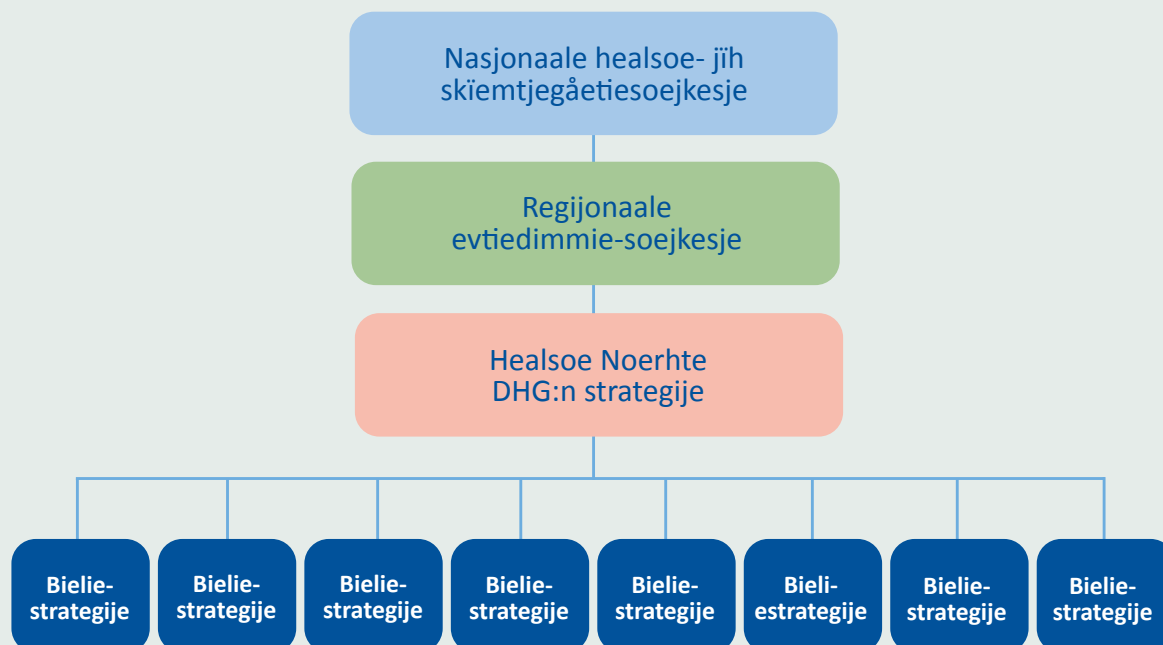 Nasjonaale healsoe- jïh
skïemtjegåetiesoejkesje
Regijonaale
evtiedimmie-soejkesje
Healsoe Noerhte
DHG:n strategije
Bielie-
strategije
Bielie-
strategije
Bielie-
strategije
Bielie-
strategije
Bielie-
strategije
Bieli-
estrategije
Bielie-
strategije
Bielie-
strategije